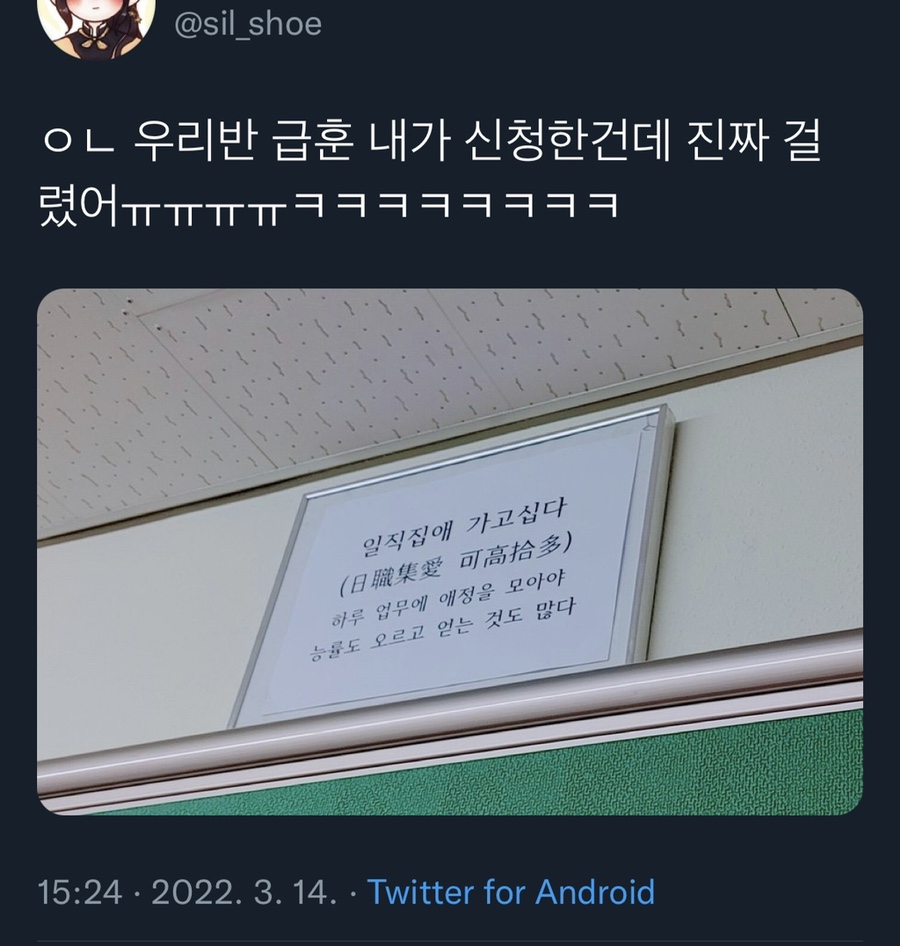 @sil_shoe
ㅇㄴ 우리반 급훈 내가 신청한건데 진짜 걸
렸어ㅠㅠㅠㅠㅋㅋㅋㅋㅋㅋㅋㅋ
일직집애 가고십다
(日職集愛 可高拾多)
하루 업무에 애정을 모아야
능률도 오르고 얻는 것도 많다
15:24 · 2022. 3. 14. · Twitter for Android